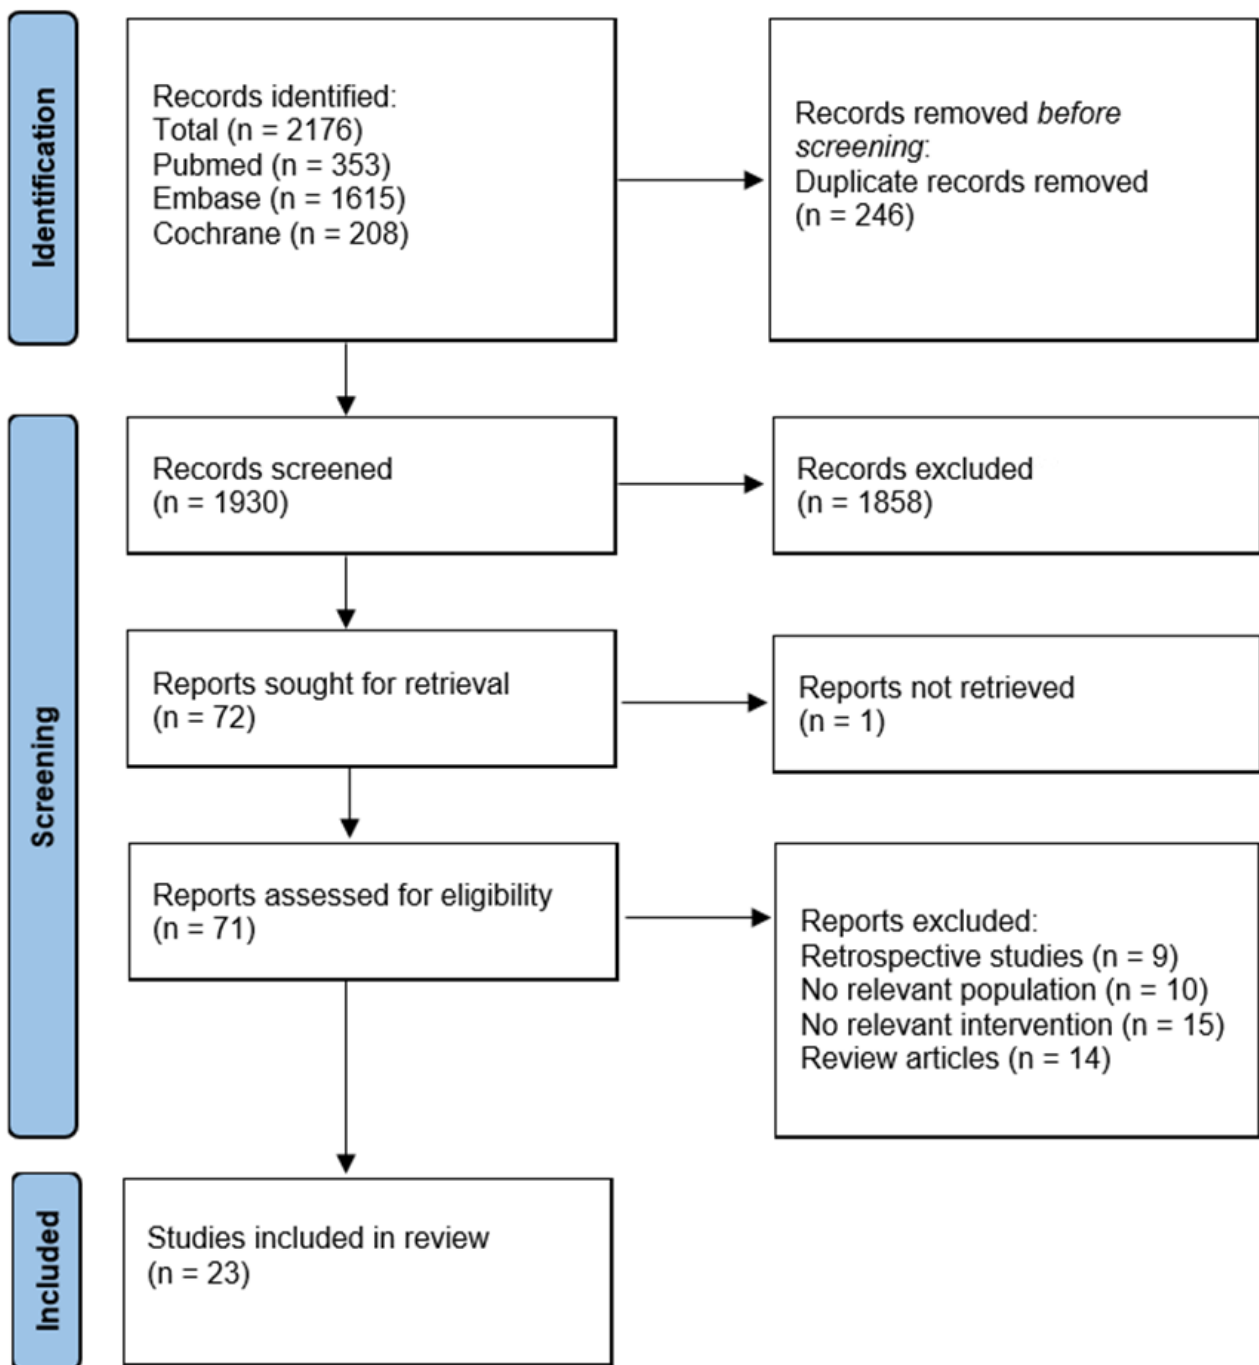 Identification
Records identified:
Total (n = 2176)
Pubmed (n = 353)
Embase (n = 1615)
Cochrane (n = 208)
Records removed before
screening:
Duplicate records removed
(n = 246)
Screening
Records screened
(n = 1930)
Records excluded
(n = 1858)
Reports sought for retrieval
(n = 72)
Reports not retrieved
(n = 1)
Reports assessed for eligibility
(n = 71)
Reports excluded:
Retrospective studies (n = 9)
No relevant population (n = 10)
No relevant intervention (n = 15)
Review articles (n = 14)
Included
Studies included in review
(n = 23)